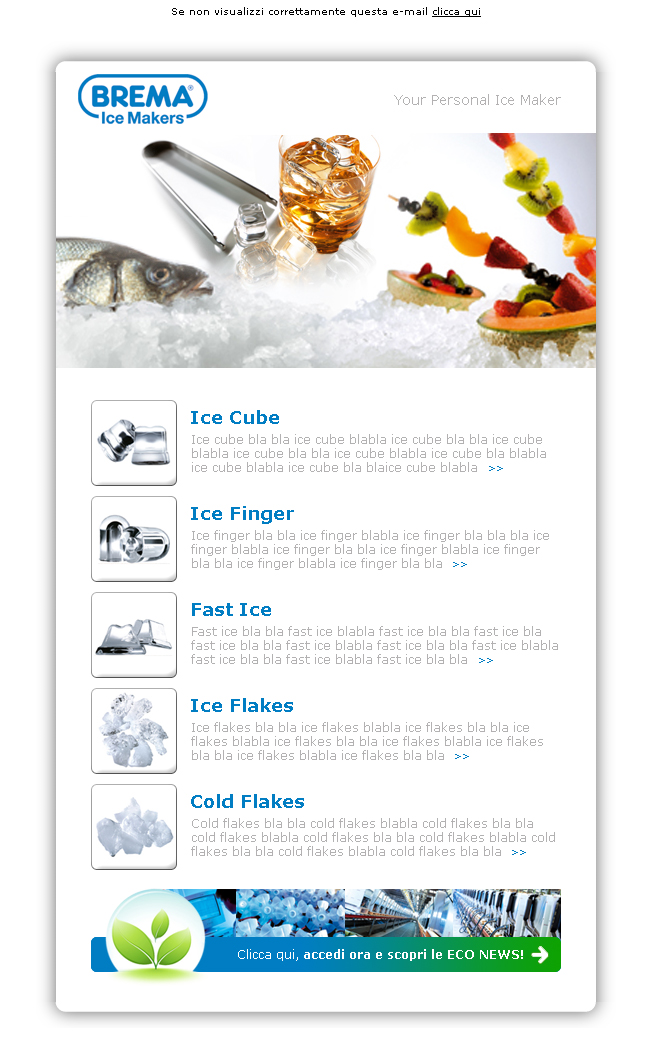 Se non visualizzi correttamente questa e-mail clicca qui
BREMA®
Ice Makers
Your Personal Ice Maker
Ice Cube
Ice cube bla bla ice cube blabla ice cube bla bla ice cube
blabla ice cube bla bla ice cube blabla ice cube bla blabla
ice cube blabla ice cube bla blaice cube blabla >>
Ice Finger
Ice finger bla bla ice finger blabla ice finger bla bla bla ice
finger blabla ice finger bla bla ice finger blabla ice finger
bla bla ice finger blabla ice finger bla bla >>
Fast Ice
Fast ice bla bla fast ice blabla fast ice bla bla fast ice bla
fast ice bla bla fast ice blabla fast ice bla bla fast ice blabla
fast ice bla bla fast ice blabla fast ice bla bla >>
Ice Flakes
Ice flakes bla bla ice flakes blabla ice flakes bla bla ice
flakes blabla ice flakes bla bla ice flakes blabla ice flakes
bla bla ice flakes blabla ice flakes bla bla >>
Cold Flakes
Cold flakes bla bla cold flakes blabla cold flakes bla bla
cold flakes blabla cold flakes bla bla cold flakes blabla cold
flakes bla bla cold flakes blabla cold flakes bla bla >>
Clicca qui, accedi ora e scopri le ECO NEWS!